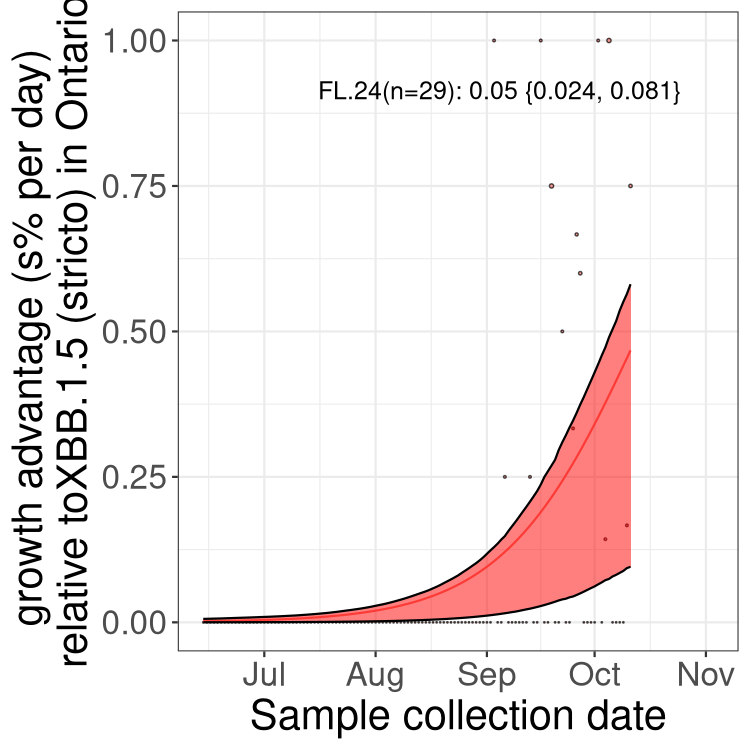 growth advantage (s% per day)
relative toXBB.1.5 (stricto) in Ontario
1.00
0.75
0.50
0.25
0.00
FL.24(n=29): 0.05 {0.024, 0.081}
Jul Aug Sep Oct Nov
Sample collection date